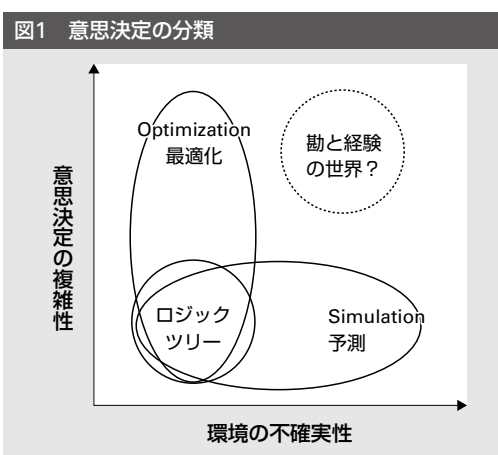 図1　意思決定の分類
Optimization
最適化
勘と経験
の世界？
意思決定の複雑性
ロジック
ツリー
Simulation
予測
環境の不確実性